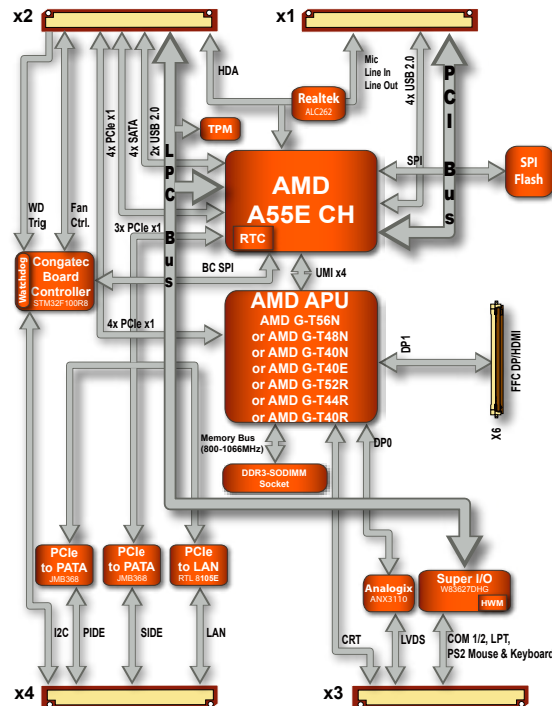 x2
x1
HDA
Mic
Line In
Line Out
4x USB 2.0
PCI Bus
Realtek
ALC262
4x PCIe x1
4x SATA
2x USB 2.0
LPC Bus
TPM
AMD
A55E CH
RTC
SPI
SPI
Flash
WD
Trig
Fan
Ctrl.
3x PCIe x1
Watchdog
Congatec
Board
Controller
STM32F100R8
BC SPI
UMI x4
4x PCIe x1
AMD APU
AMD G-T56N
or AMD G-T48N
or AMD G-T40N
or AMD G-T40E
or AMD G-T52R
or AMD G-T44R
or AMD G-T40R
DP1
FFC DP/HDMI
X6
Memory Bus
(800-1066MHz)
DP0
DDR3-SODIMM
Socket
PCIe
to PATA
JMB368
PCIe
to PATA
JMB368
PCIe
to LAN
RTL 8105E
Analogix
ANX3110
Super I/O
W83627DHG
HWM
I2C
PIDE
SIDE
LAN
CRT
LVDS
COM 1/2, LPT,
PS2 Mouse & Keyboard
x4
x3